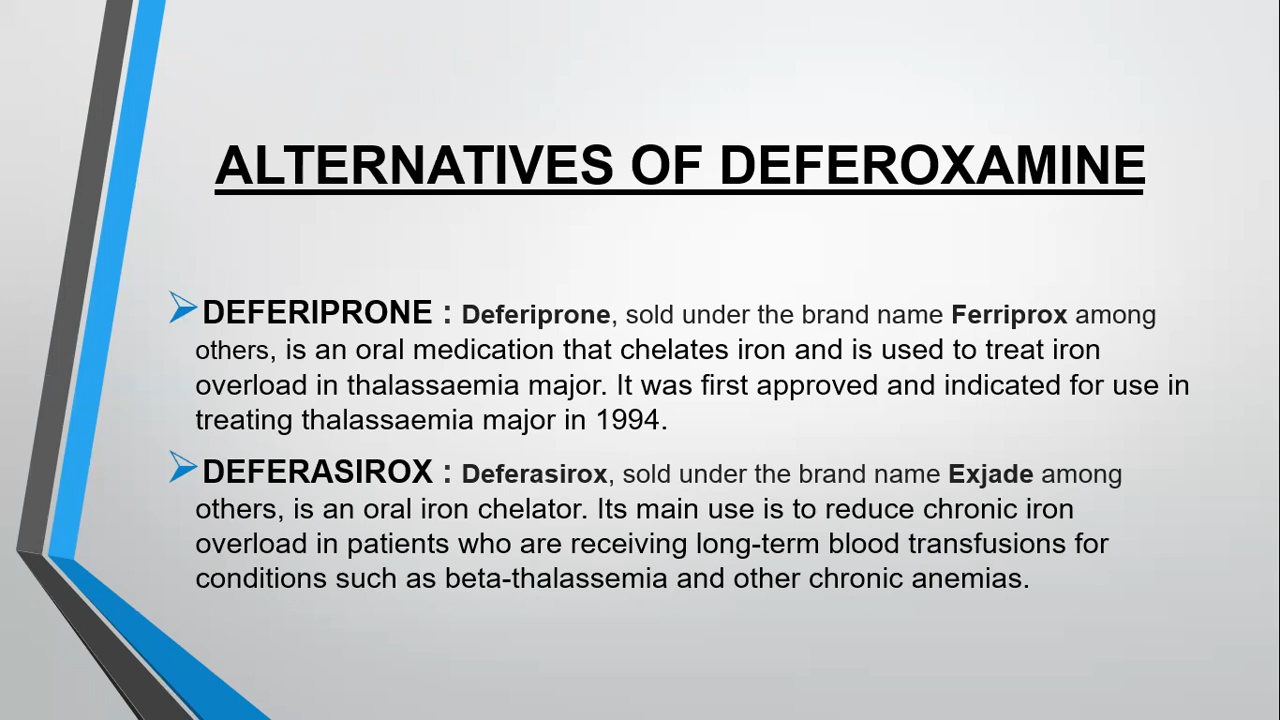 ALTERNATIVES OF DEFEROXAMINE
DEFERIPRONE : Deferiprone, sold under the brand name Ferriprox among
others, is an oral medication that chelates iron and is used to treat iron
overload in thalassaemia major. It was first approved and indicated for use in
treating thalassaemia major in 1994.
DEFERASIROX : Deferasirox, sold under the brand name Exjade among
others, is an oral iron chelator. Its main use is to reduce chronic iron
overload in patients who are receiving long-term blood transfusions for
conditions such as beta-thalassemia and other chronic anemias.